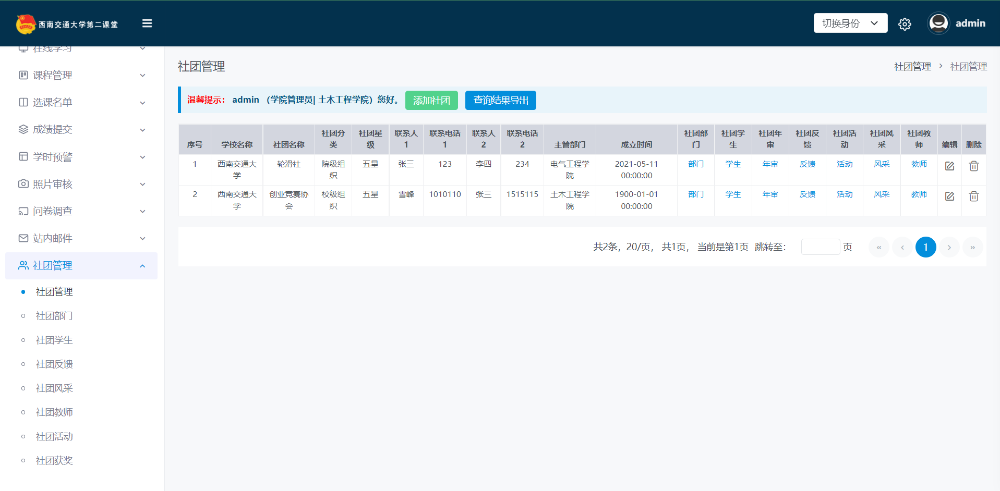 西南交通大学第二课堂
切换身份
admin
在线学习
课程管理
选课名单
成绩提交
学时预警
照片审核
问卷调查
站内邮件
社团管理
社团管理
社团部门
社团学生
社团反馈
社团风采
社团教师
社团活动
社团获奖
社团管理
社团管理 › 社团管理
温馨提示： admin （学院管理员| 土木工程学院）您好。 添加社团 查询结果导出
序号 学校名称 社团名称 社团分类 社团星级 联系人1 联系电话1 联系人2 联系电话2 主管部门 成立时间 社团部门 社团学生 社团年审 社团反馈 社团活动 社团风采 社团教师 编辑 删除
1 西南交通大学 轮滑社 院级组织 五星 张三 123 李四 234 电气工程学院 2021-05-11 00:00:00 部门 学生 年审 反馈 活动 风采 教师
2 西南交通大学 创业竞赛协会 校级组织 五星 雪峰 1010110 张三 1515115 土木工程学院 1900-01-01 00:00:00 部门 学生 年审 反馈 活动 风采 教师
共2条，20/页， 共1页， 当前是第1页 跳转至： 页 « ‹ 1 › »